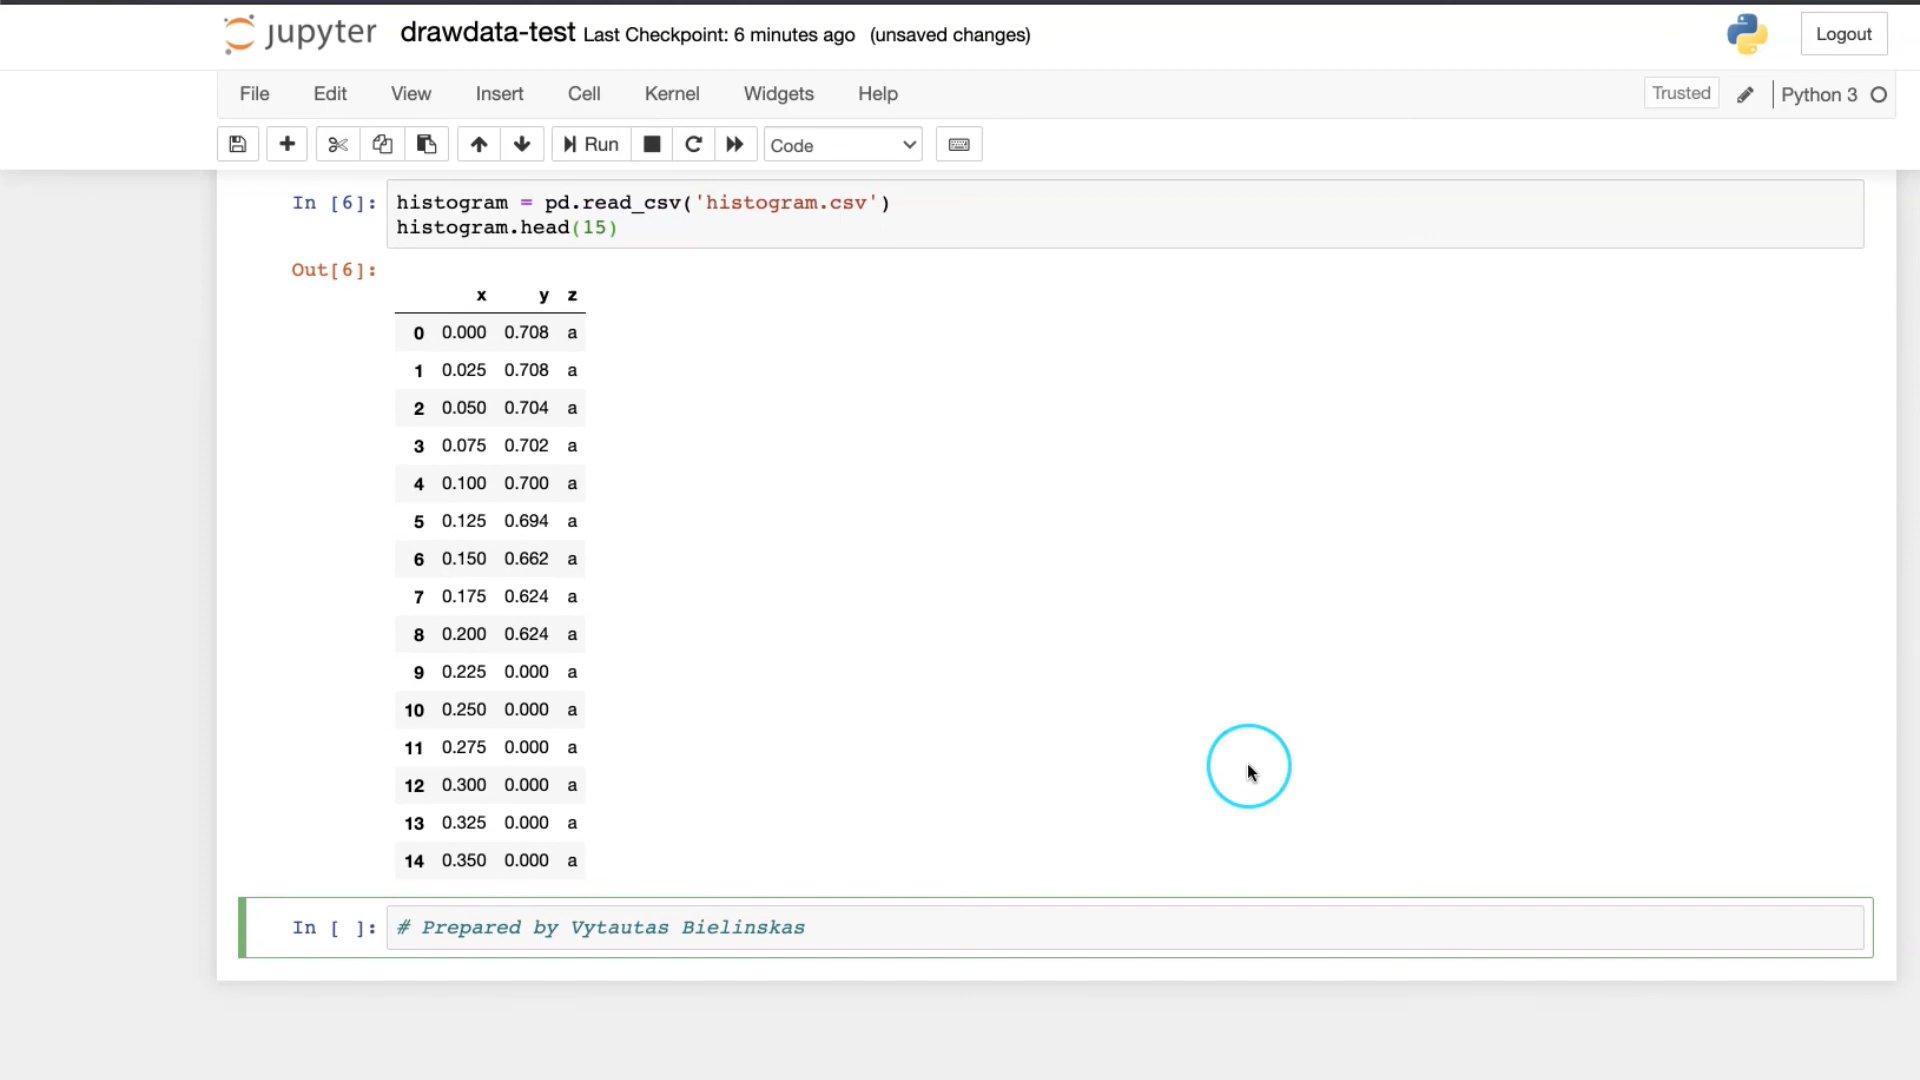 jupyter drawdata-test Last Checkpoint: 6 minutes ago (unsaved changes) Logout
File Edit View Insert Cell Kernel Widgets Help Trusted Python 3
Run Code
In [6]: histogram = pd.read_csv('histogram.csv')
histogram.head(15)
Out[6]:
x y z
0 0.000 0.708 a
1 0.025 0.708 a
2 0.050 0.704 a
3 0.075 0.702 a
4 0.100 0.700 a
5 0.125 0.694 a
6 0.150 0.662 a
7 0.175 0.624 a
8 0.200 0.624 a
9 0.225 0.000 a
10 0.250 0.000 a
11 0.275 0.000 a
12 0.300 0.000 a
13 0.325 0.000 a
14 0.350 0.000 a
In [ ]: # Prepared by Vytautas Bielinskas